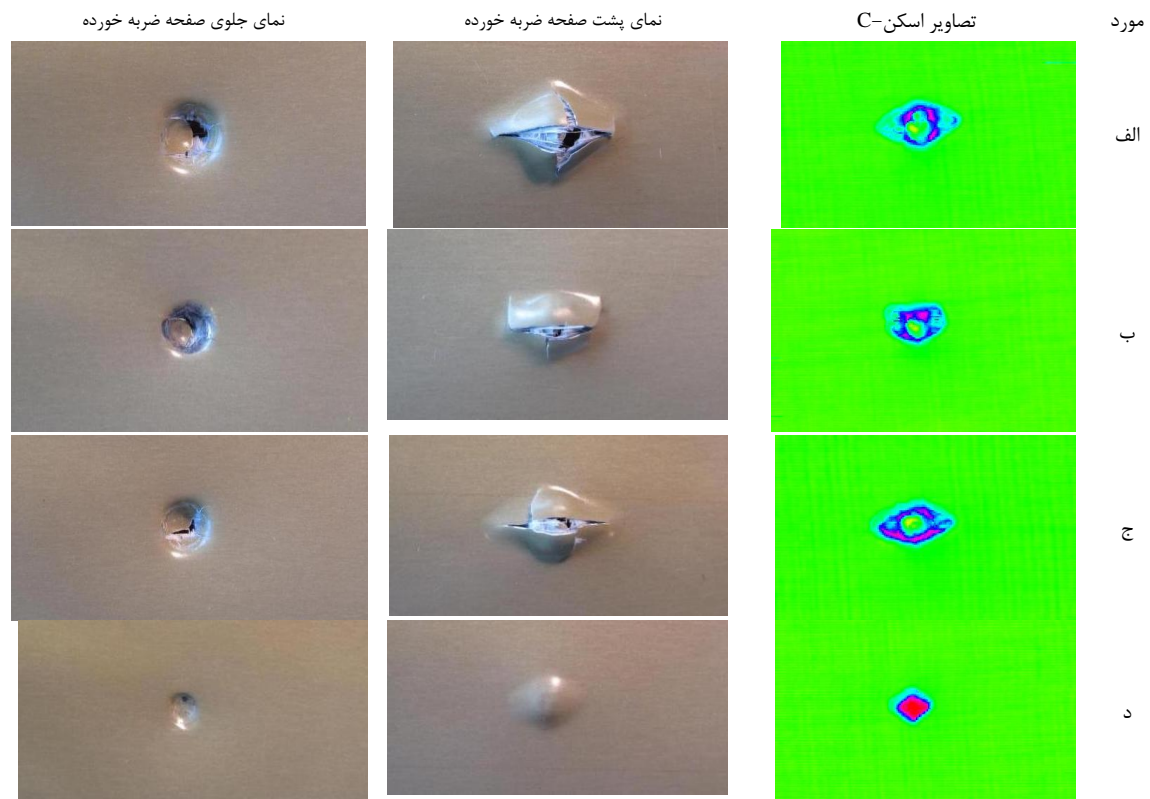 مورد تصاویر اسکن-C نمای پشت صفحه ضربه خورده نمای جلوی صفحه ضربه خورده
الف
ب
ج
د